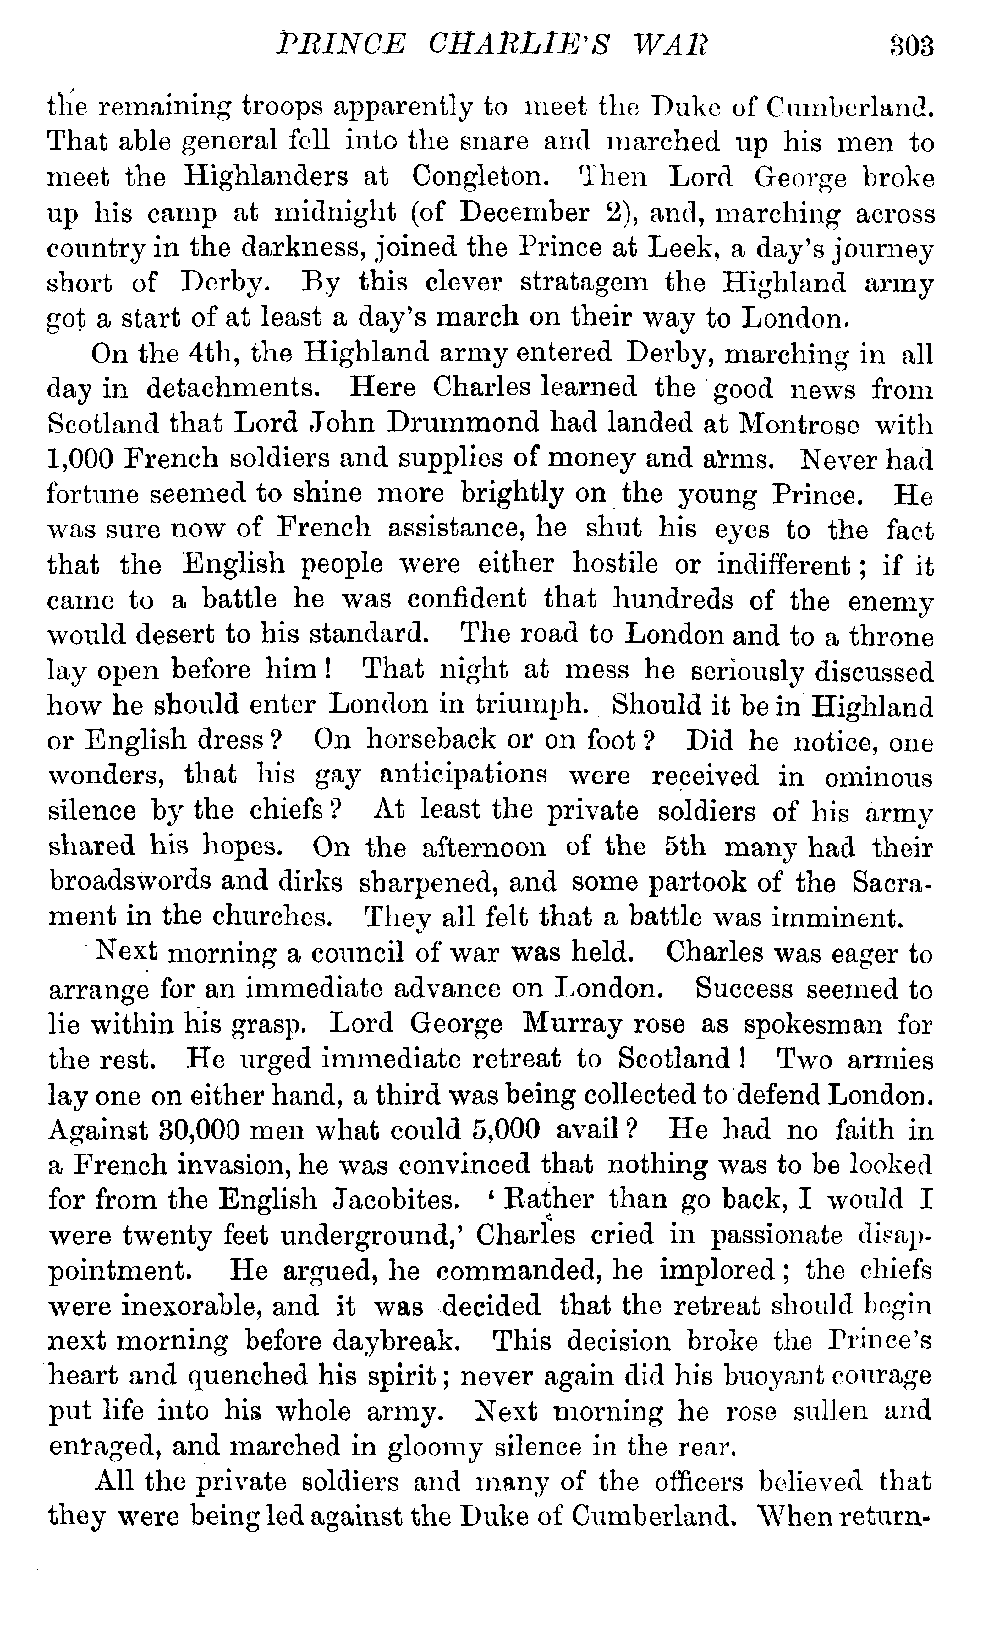 PRINCE CHARLIE'S WAR 303
the remaining troops apparently to meet the Duke of Cumberland.
That able general fell into the snare and marched up his men to
meet the Highlanders at Congleton. Then Lord George broke
up his camp at midnight (of December 2), and, marching across
country in the darkness, joined the Prince at Leek, a day's journey
short of Derby. By this clever stratagem the Highland army
got a start of at least a day's march on their way to London.
On the 4th, the Highland army entered Derby, marching in all
day in detachments. Here Charles learned the good news from
Scotland that Lord John Drummond had landed at Montrose with
1,000 French soldiers and supplies of money and arms. Never had
fortune seemed to shine more brightly on the young Prince. He
was sure now of French assistance, he shut his eyes to the fact
that the English people were either hostile or indifferent; if it
came to a battle he was confident that hundreds of the enemy
would desert to his standard. The road to London and to a throne
lay open before him! That night at mess he seriously discussed
how he should enter London in triumph. Should it be in Highland
or English dress? On horseback or on foot? Did he notice, one
wonders, that his gay anticipations were received in ominous
silence by the chiefs? At least the private soldiers of his army
shared his hopes. On the afternoon of the 5th many had their
broadswords and dirks sharpened, and some partook of the Sacra-
ment in the churches. They all felt that a battle was imminent.
Next morning a council of war was held. Charles was eager to
arrange for an immediate advance on London. Success seemed to
lie within his grasp. Lord George Murray rose as spokesman for
the rest. He urged immediate retreat to Scotland! Two armies
lay one on either hand, a third was being collected to defend London.
Against 30,000 men what could 5,000 avail? He had no faith in
a French invasion, he was convinced that nothing was to be looked
for from the English Jacobites. 'Rather than go back, I would I
were twenty feet underground,' Charles cried in passionate disap-
pointment. He argued, he commanded, he implored; the chiefs
were inexorable, and it was decided that the retreat should begin
next morning before daybreak. This decision broke the Prince's
heart and quenched his spirit; never again did his buoyant courage
put life into his whole army. Next morning he rose sullen and
enraged, and marched in gloomy silence in the rear.
All the private soldiers and many of the officers believed that
they were being led against the Duke of Cumberland. When return-